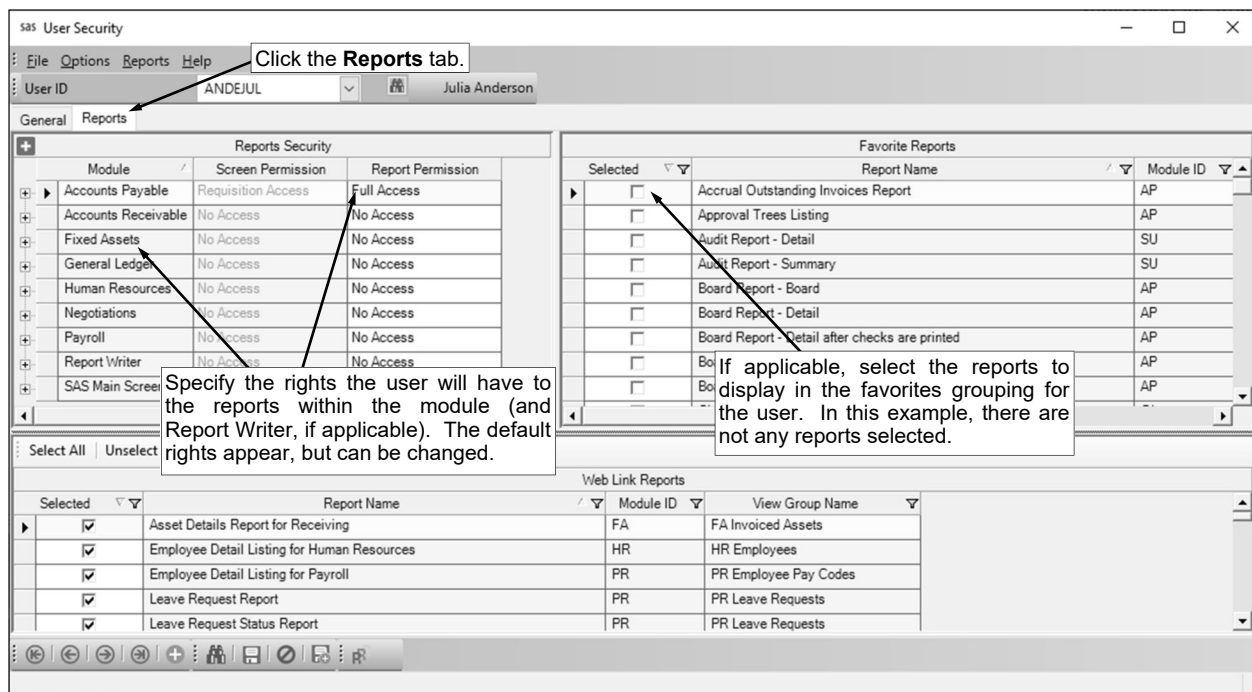 sas User Security
File Options Reports Help
Click the Reports tab.
User ID ANDEJUL Julia Anderson
General Reports
Reports Security
Module Screen Permission Report Permission
Accounts Payable Requisition Access Full Access
Accounts Receivable No Access No Access
Fixed Assets No Access No Access
General Ledger No Access No Access
Human Resources No Access No Access
Negotiations No Access No Access
Payroll No Access No Access
Report Writer No Access No Access
SAS Main Screen
Specify the rights the user will have to
the reports within the module (and
Report Writer, if applicable). The default
rights appear, but can be changed.
Favorite Reports
Selected Report Name Module ID
Accrual Outstanding Invoices Report AP
Approval Trees Listing AP
Audit Report - Detail SU
Audit Report - Summary SU
Board Report - Board AP
Board Report - Detail AP
Board Report - Detail after checks are printed AP
AP
AP
If applicable, select the reports to
display in the favorites grouping for
the user. In this example, there are
not any reports selected.
Select All Unselect
Web Link Reports
Selected Report Name Module ID View Group Name
Asset Details Report for Receiving FA FA Invoiced Assets
Employee Detail Listing for Human Resources HR HR Employees
Employee Detail Listing for Payroll PR PR Employee Pay Codes
Leave Request Report PR PR Leave Requests
Leave Request Status Report PR PR Leave Requests